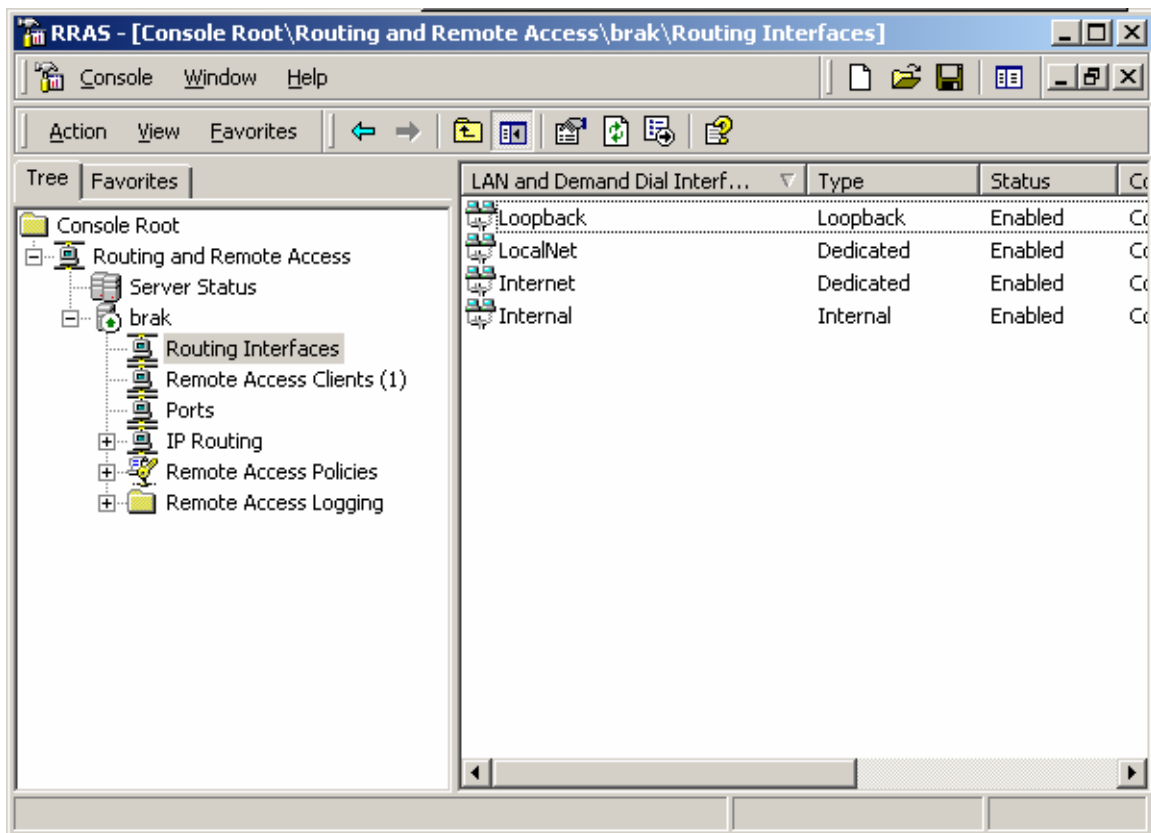 RRAS - [Console Root\Routing and Remote Access\brak\Routing Interfaces]
Console Window Help
Action View Favorites
Tree Favorites
Console Root
Routing and Remote Access
Server Status
brak
Routing Interfaces
Remote Access Clients (1)
Ports
IP Routing
Remote Access Policies
Remote Access Logging
LAN and Demand Dial Interf... Type Status
Loopback Loopback Enabled
LocalNet Dedicated Enabled
Internet Dedicated Enabled
Internal Internal Enabled